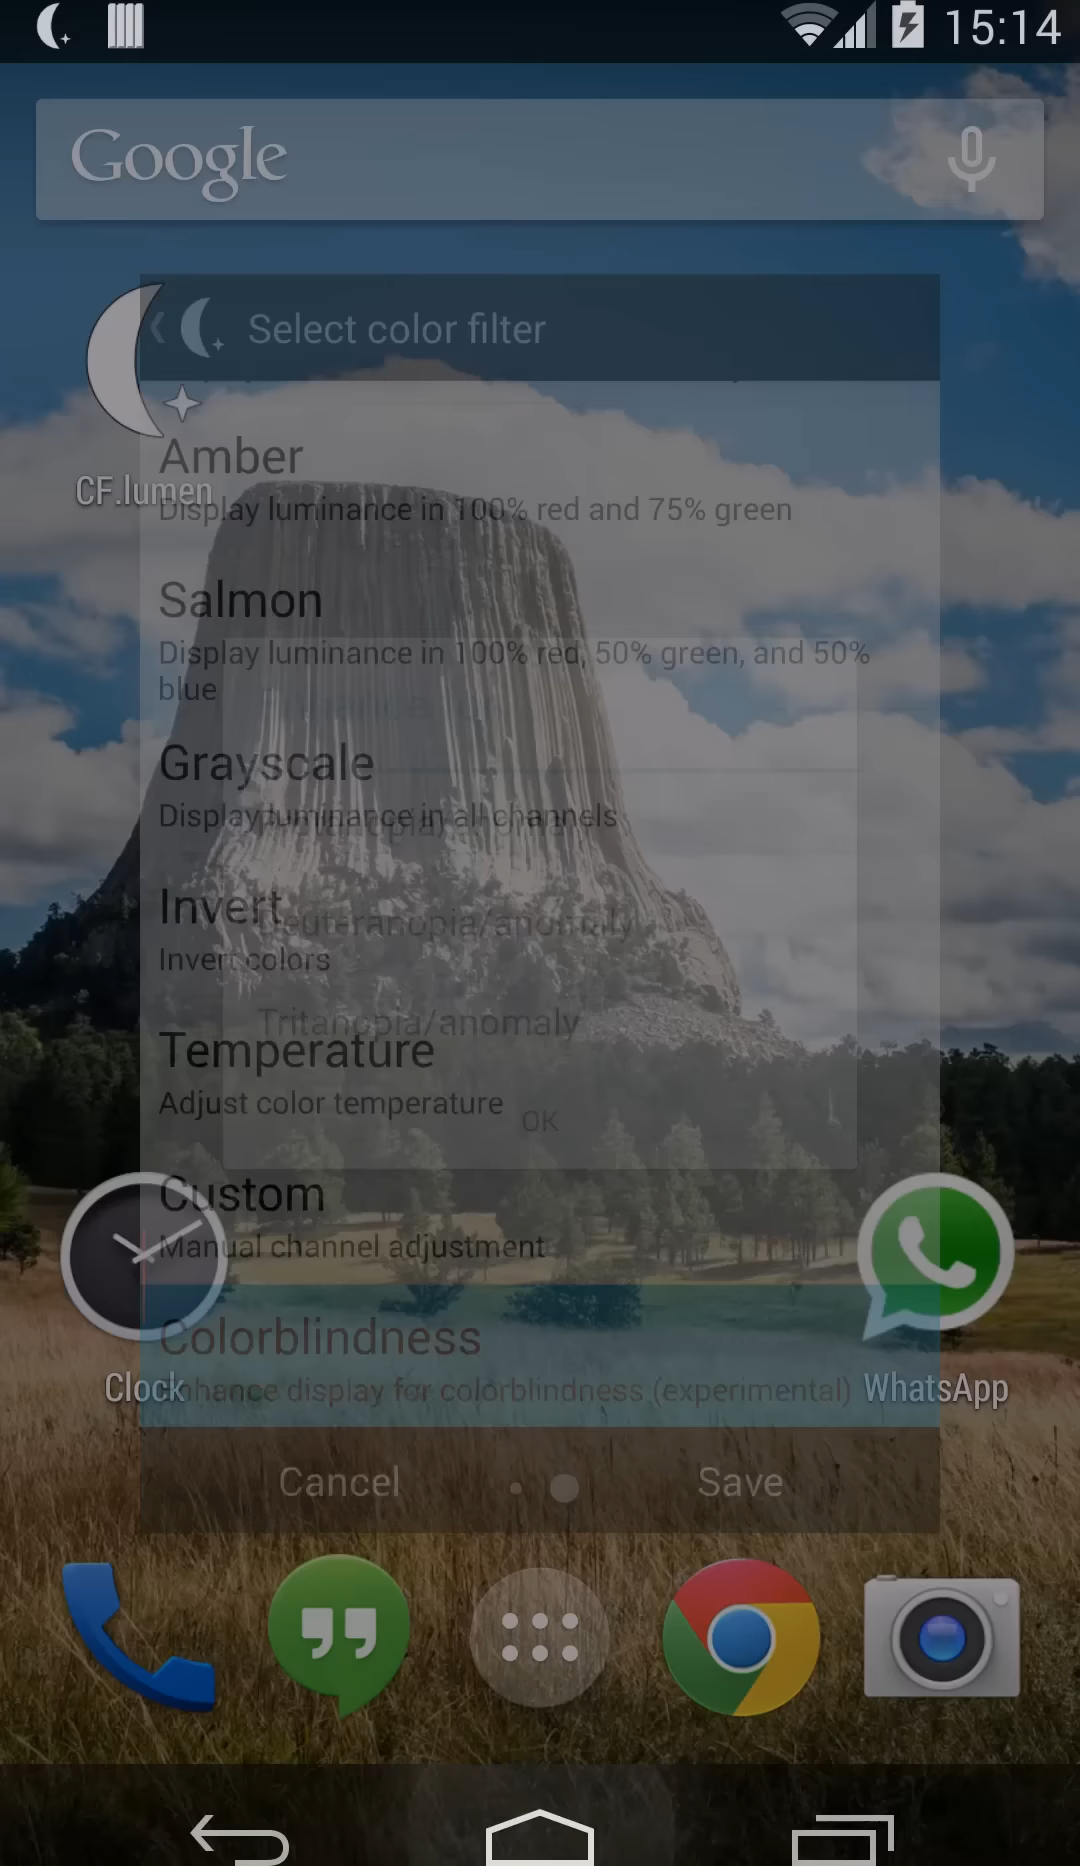 15:14
Google
Select color filter
CF.lumen
Amber
Display luminance in 100% red and 75% green
Salmon
Display luminance in 100% red, 50% green, and 50%
blue
Grayscale
Display luminance in all channels
Invert
Deuteranopia/anomaly
Invert colors
Tritanopia/anomaly
Temperature
Adjust color temperature
OK
Custom
Manual channel adjustment
Colorblindness
Enhance display for colorblindness (experimental)
Clock
WhatsApp
Cancel
Save